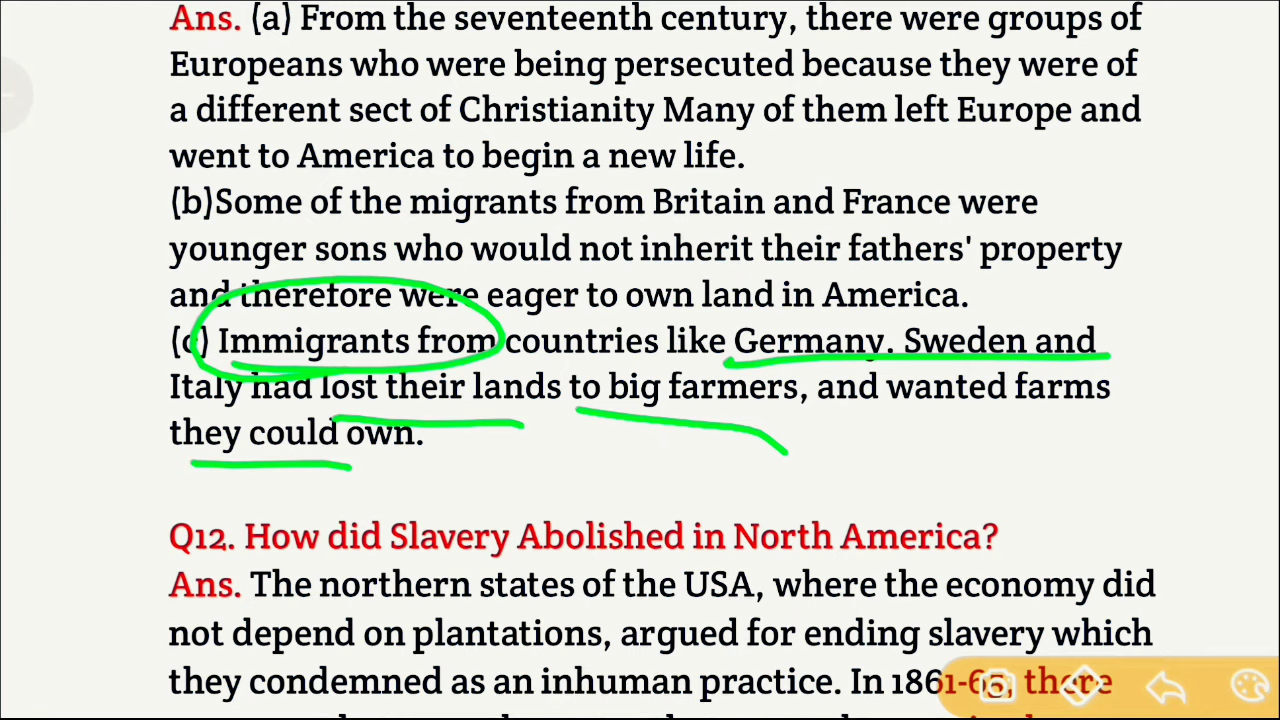 Ans. (a) From the seventeenth century, there were groups of
Europeans who were being persecuted because they were of
a different sect of Christianity Many of them left Europe and
went to America to begin a new life.
(b)Some of the migrants from Britain and France were
younger sons who would not inherit their fathers' property
and therefore were eager to own land in America.
(c) Immigrants from countries like Germany. Sweden and
Italy had lost their lands to big farmers, and wanted farms
they could own.
Q12. How did Slavery Abolished in North America?
Ans. The northern states of the USA, where the economy did
not depend on plantations, argued for ending slavery which
they condemned as an inhuman practice. In 1861-65, there